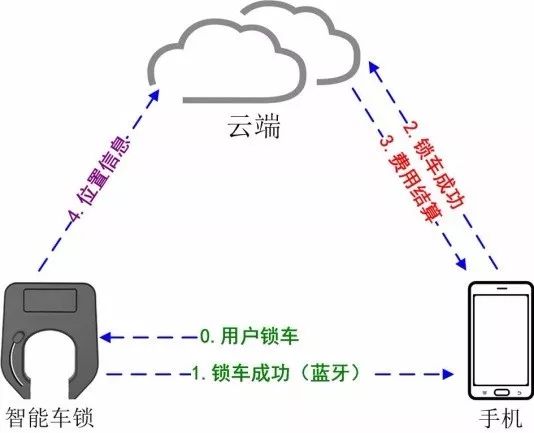 云端
4. 位置信息
2. 锁车成功
3. 费用结算
0. 用户锁车
1. 锁车成功（蓝牙）
智能车锁
手机